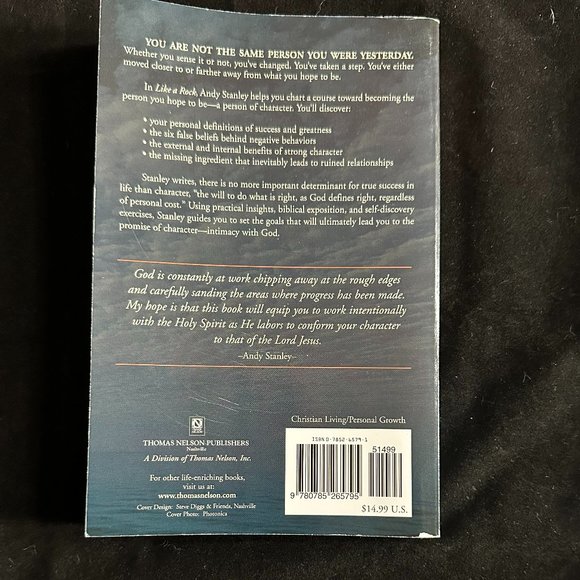 YOU ARE NOT THE SAME PERSON YOU WERE YESTERDAY.
Whether you sense it or not, you've changed. You've taken a step. You've either
moved closer to or farther away from what you hope to be.
In Like a Rock, Andy Stanley helps you chart a course toward becoming the
person you hope to be—a person of character. You'll discover:
• your personal definitions of success and greatness
• the six false beliefs behind negative behaviors
• the external and internal benefits of strong character
• the missing ingredient that inevitably leads to ruined relationships
Stanley writes, there is no more important determinant for true success in
life than character, "the will to do what is right, as God defines right, regardless
of personal cost." Using practical insights, biblical exposition, and self-discovery
exercises, Stanley guides you to set the goals that will ultimately lead you to the
promise of character—intimacy with God.
God is constantly at work chipping away at the rough edges
and carefully sanding the areas where progress has been made.
My hope is that this book will equip you to work intentionally
with the Holy Spirit as He labors to conform your character
to that of the Lord Jesus.
–Andy Stanley–
THOMAS NELSON PUBLISHERS
Nashville
A Division of Thomas Nelson, Inc.
For other life-enriching books,
visit us at:
www.thomasnelson.com
Cover Design: Steve Diggs & Friends, Nashville
Cover Photo: Photonica
Christian Living/Personal Growth
ISBN 0-7852-6579-1
51499
9 780785 265795
$14.99 U.S.